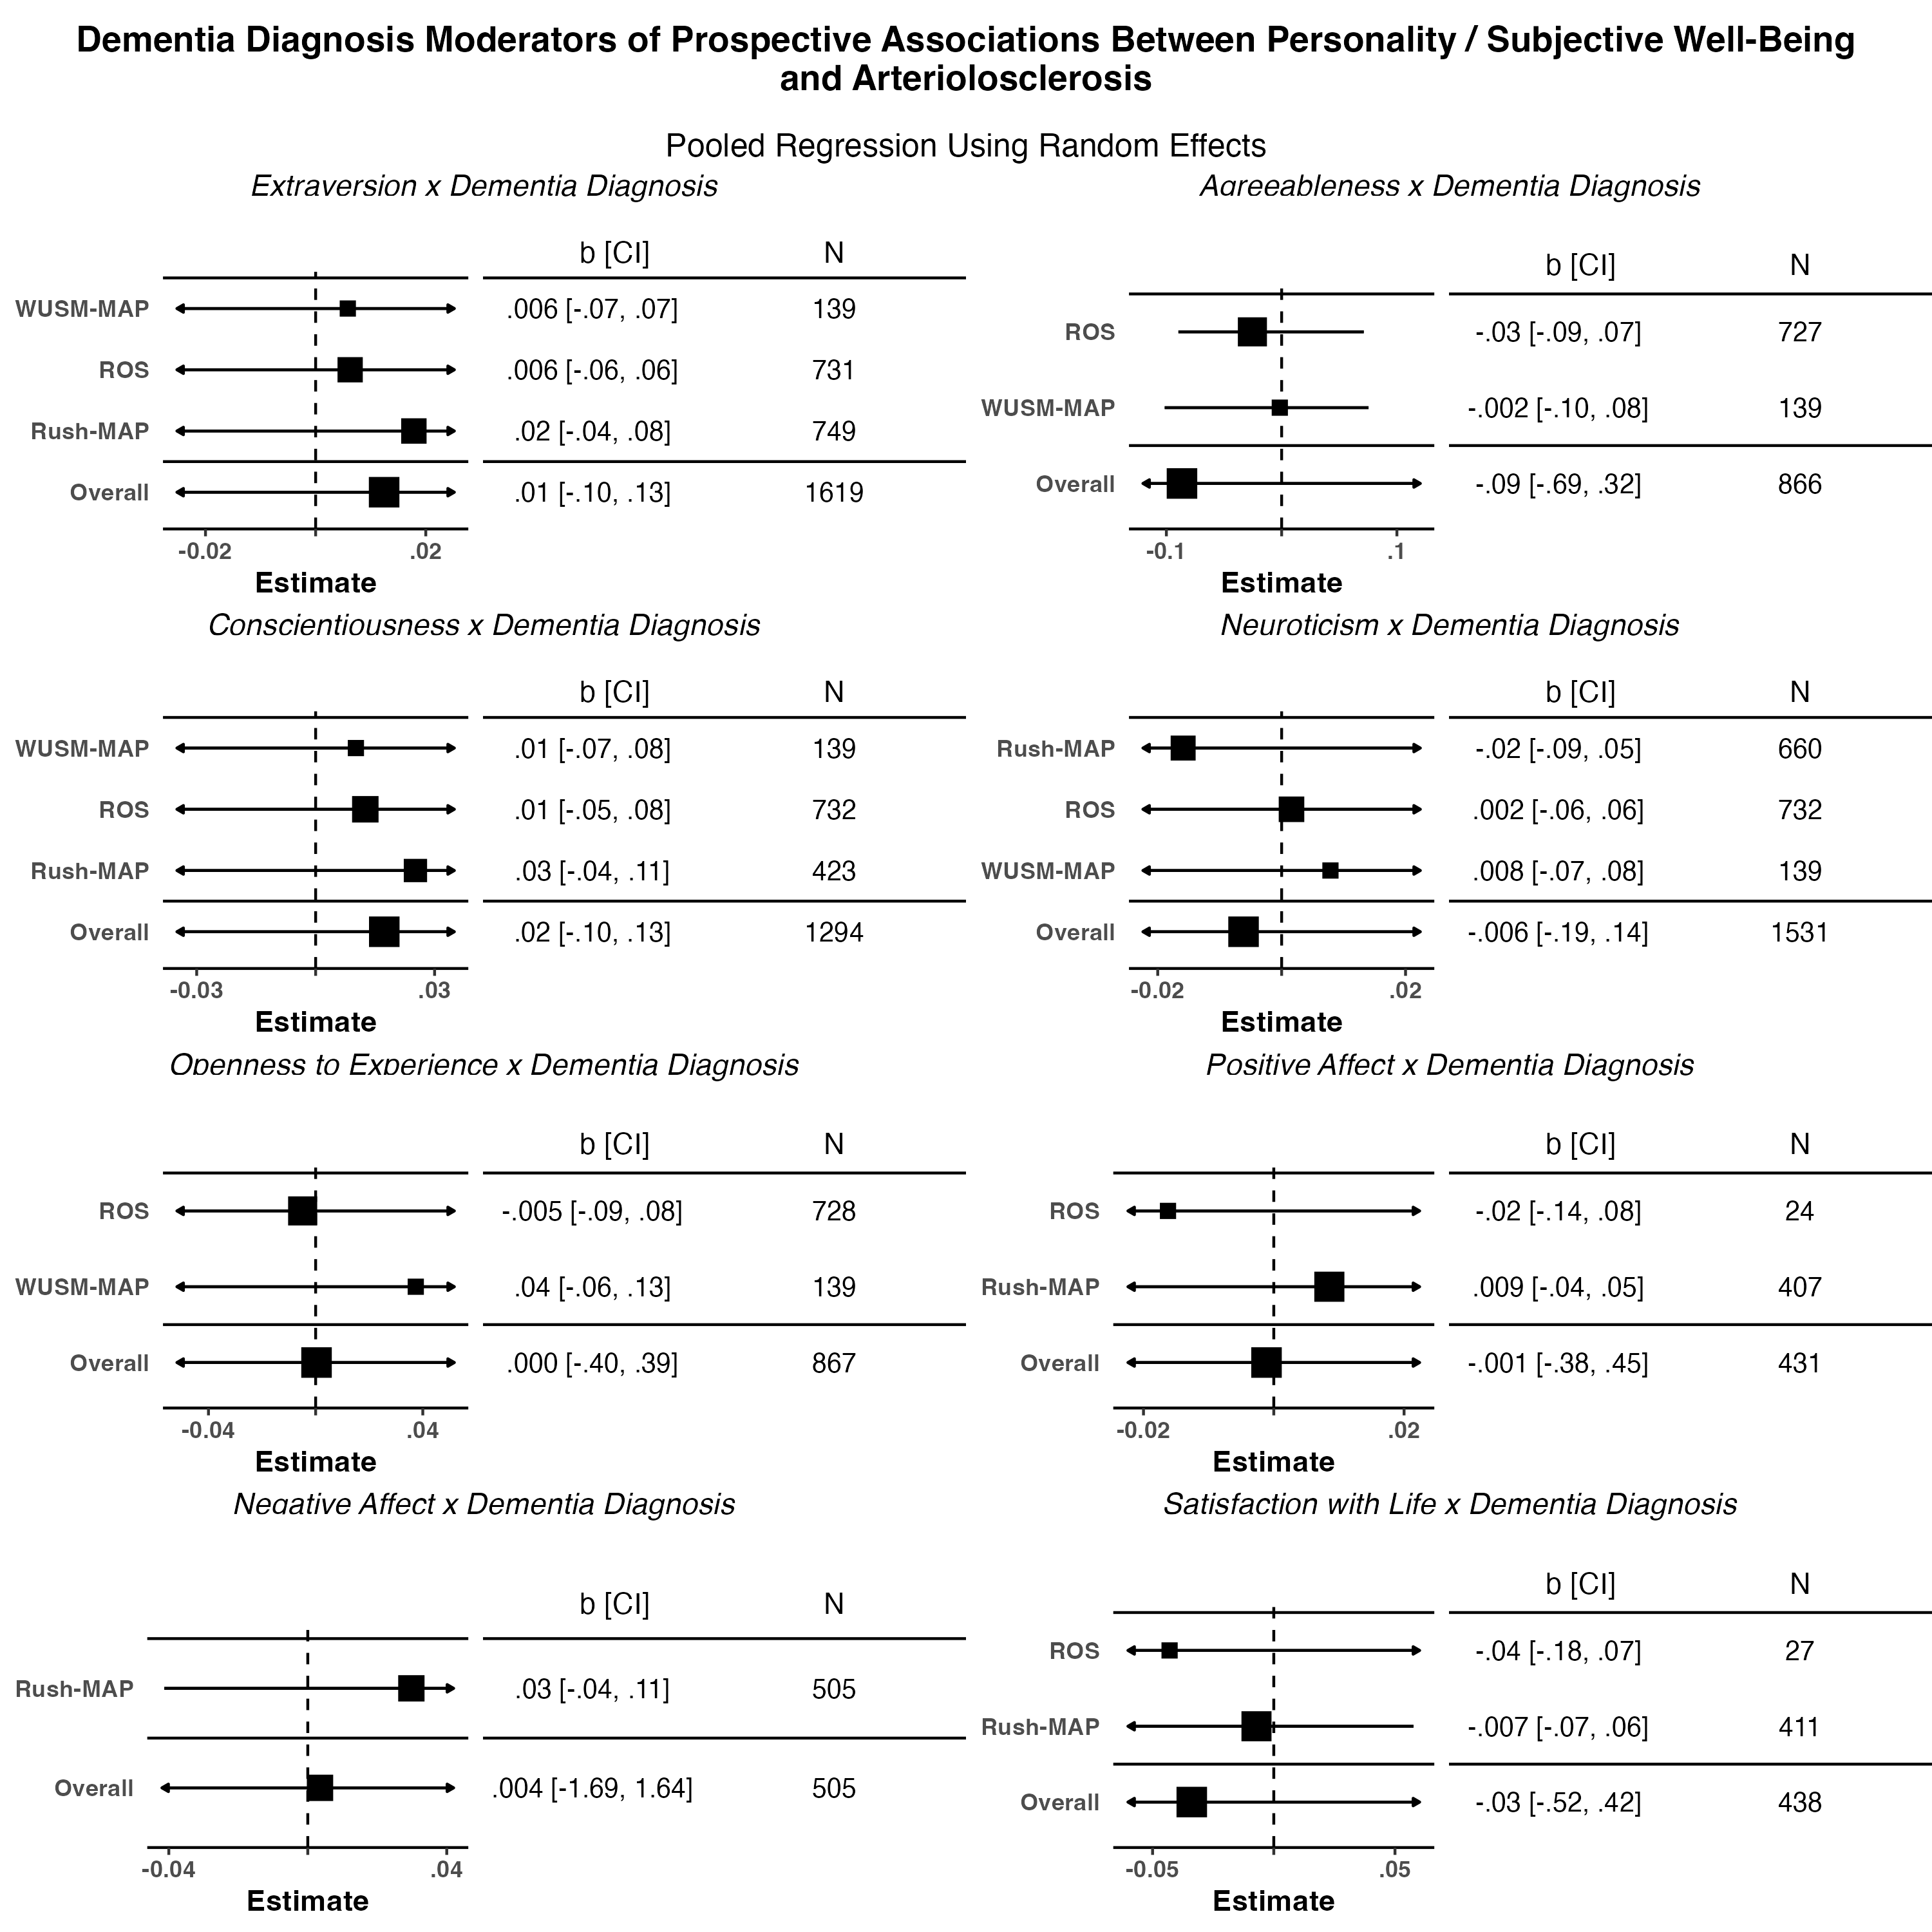 Dementia Diagnosis Moderators of Prospective Associations Between Personality / Subjective Well-Being
and Arteriolosclerosis
Pooled Regression Using Random Effects
Extraversion x Dementia Diagnosis
b [CI] N
WUSM-MAP .006 [-.07, .07] 139
ROS .006 [-.06, .06] 731
Rush-MAP .02 [-.04, .08] 749
Overall .01 [-.10, .13] 1619
-0.02 .02
Estimate
Agreeableness x Dementia Diagnosis
b [CI] N
ROS -.03 [-.09, .07] 727
WUSM-MAP -.002 [-.10, .08] 139
Overall -.09 [-.69, .32] 866
-0.1 .1
Estimate
Conscientiousness x Dementia Diagnosis
b [CI] N
WUSM-MAP .01 [-.07, .08] 139
ROS .01 [-.05, .08] 732
Rush-MAP .03 [-.04, .11] 423
Overall .02 [-.10, .13] 1294
-0.03 .03
Estimate
Neuroticism x Dementia Diagnosis
b [CI] N
Rush-MAP -.02 [-.09, .05] 660
ROS .002 [-.06, .06] 732
WUSM-MAP .008 [-.07, .08] 139
Overall -.006 [-.19, .14] 1531
-0.02 .02
Estimate
Openness to Experience x Dementia Diagnosis
b [CI] N
ROS -.005 [-.09, .08] 728
WUSM-MAP .04 [-.06, .13] 139
Overall .000 [-.40, .39] 867
-0.04 .04
Estimate
Positive Affect x Dementia Diagnosis
b [CI] N
ROS -.02 [-.14, .08] 24
Rush-MAP .009 [-.04, .05] 407
Overall -.001 [-.38, .45] 431
-0.02 .02
Estimate
Negative Affect x Dementia Diagnosis
b [CI] N
Rush-MAP .03 [-.04, .11] 505
Overall .004 [-1.69, 1.64] 505
-0.04 .04
Estimate
Satisfaction with Life x Dementia Diagnosis
b [CI] N
ROS -.04 [-.18, .07] 27
Rush-MAP -.007 [-.07, .06] 411
Overall -.03 [-.52, .42] 438
-0.05 .05
Estimate